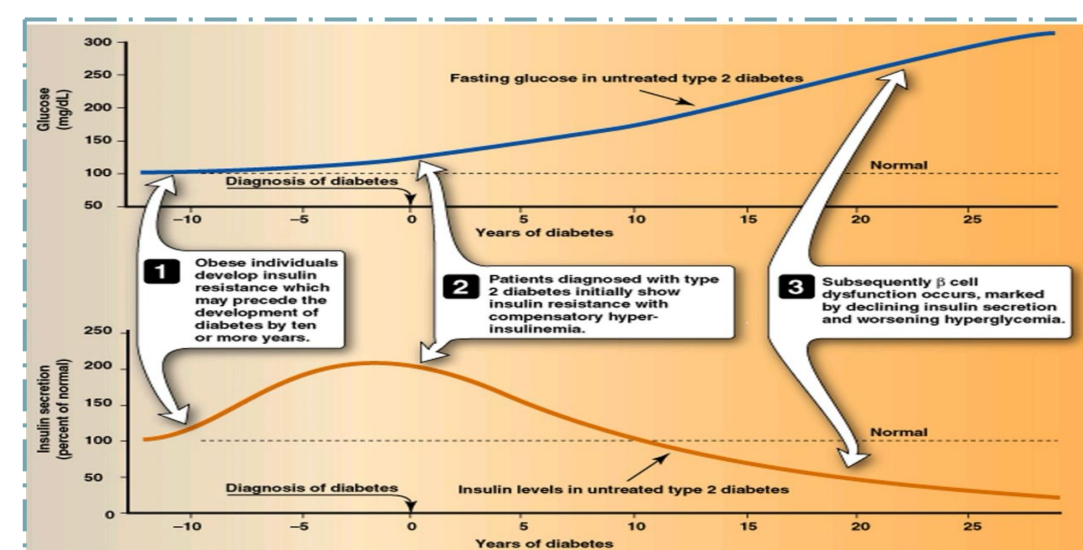 Glucose
(mg/dL)
300
250
200
150
100
50
Fasting glucose in untreated type 2 diabetes
Normal
Diagnosis of diabetes
–10
–5
0
5
10
15
20
25
Years of diabetes
1
Obese individuals
develop insulin
resistance which
may precede the
development of
diabetes by ten
or more years.
2
Patients diagnosed with type
2 diabetes initially show
insulin resistance with
compensatory hyper-
insulinemia.
3
Subsequently β cell
dysfunction occurs, marked
by declining insulin secretion
and worsening hyperglycemia.
Insulin secretion
(percent of normal)
250
200
150
100
50
0
Normal
Diagnosis of diabetes
Insulin levels in untreated type 2 diabetes
–10
–5
0
5
10
15
20
25
Years of diabetes